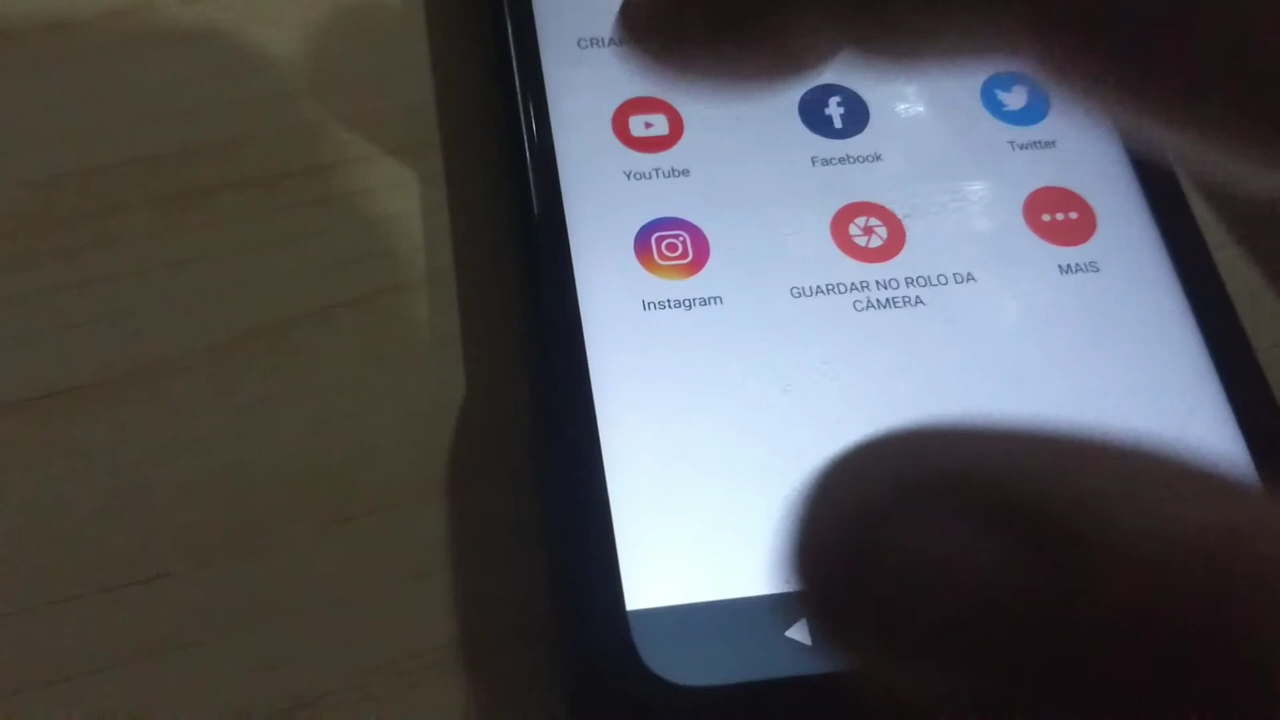 YouTube
Facebook
Twitter
Instagram
GUARDAR NO ROLO DA
CÂMERA
MAIS